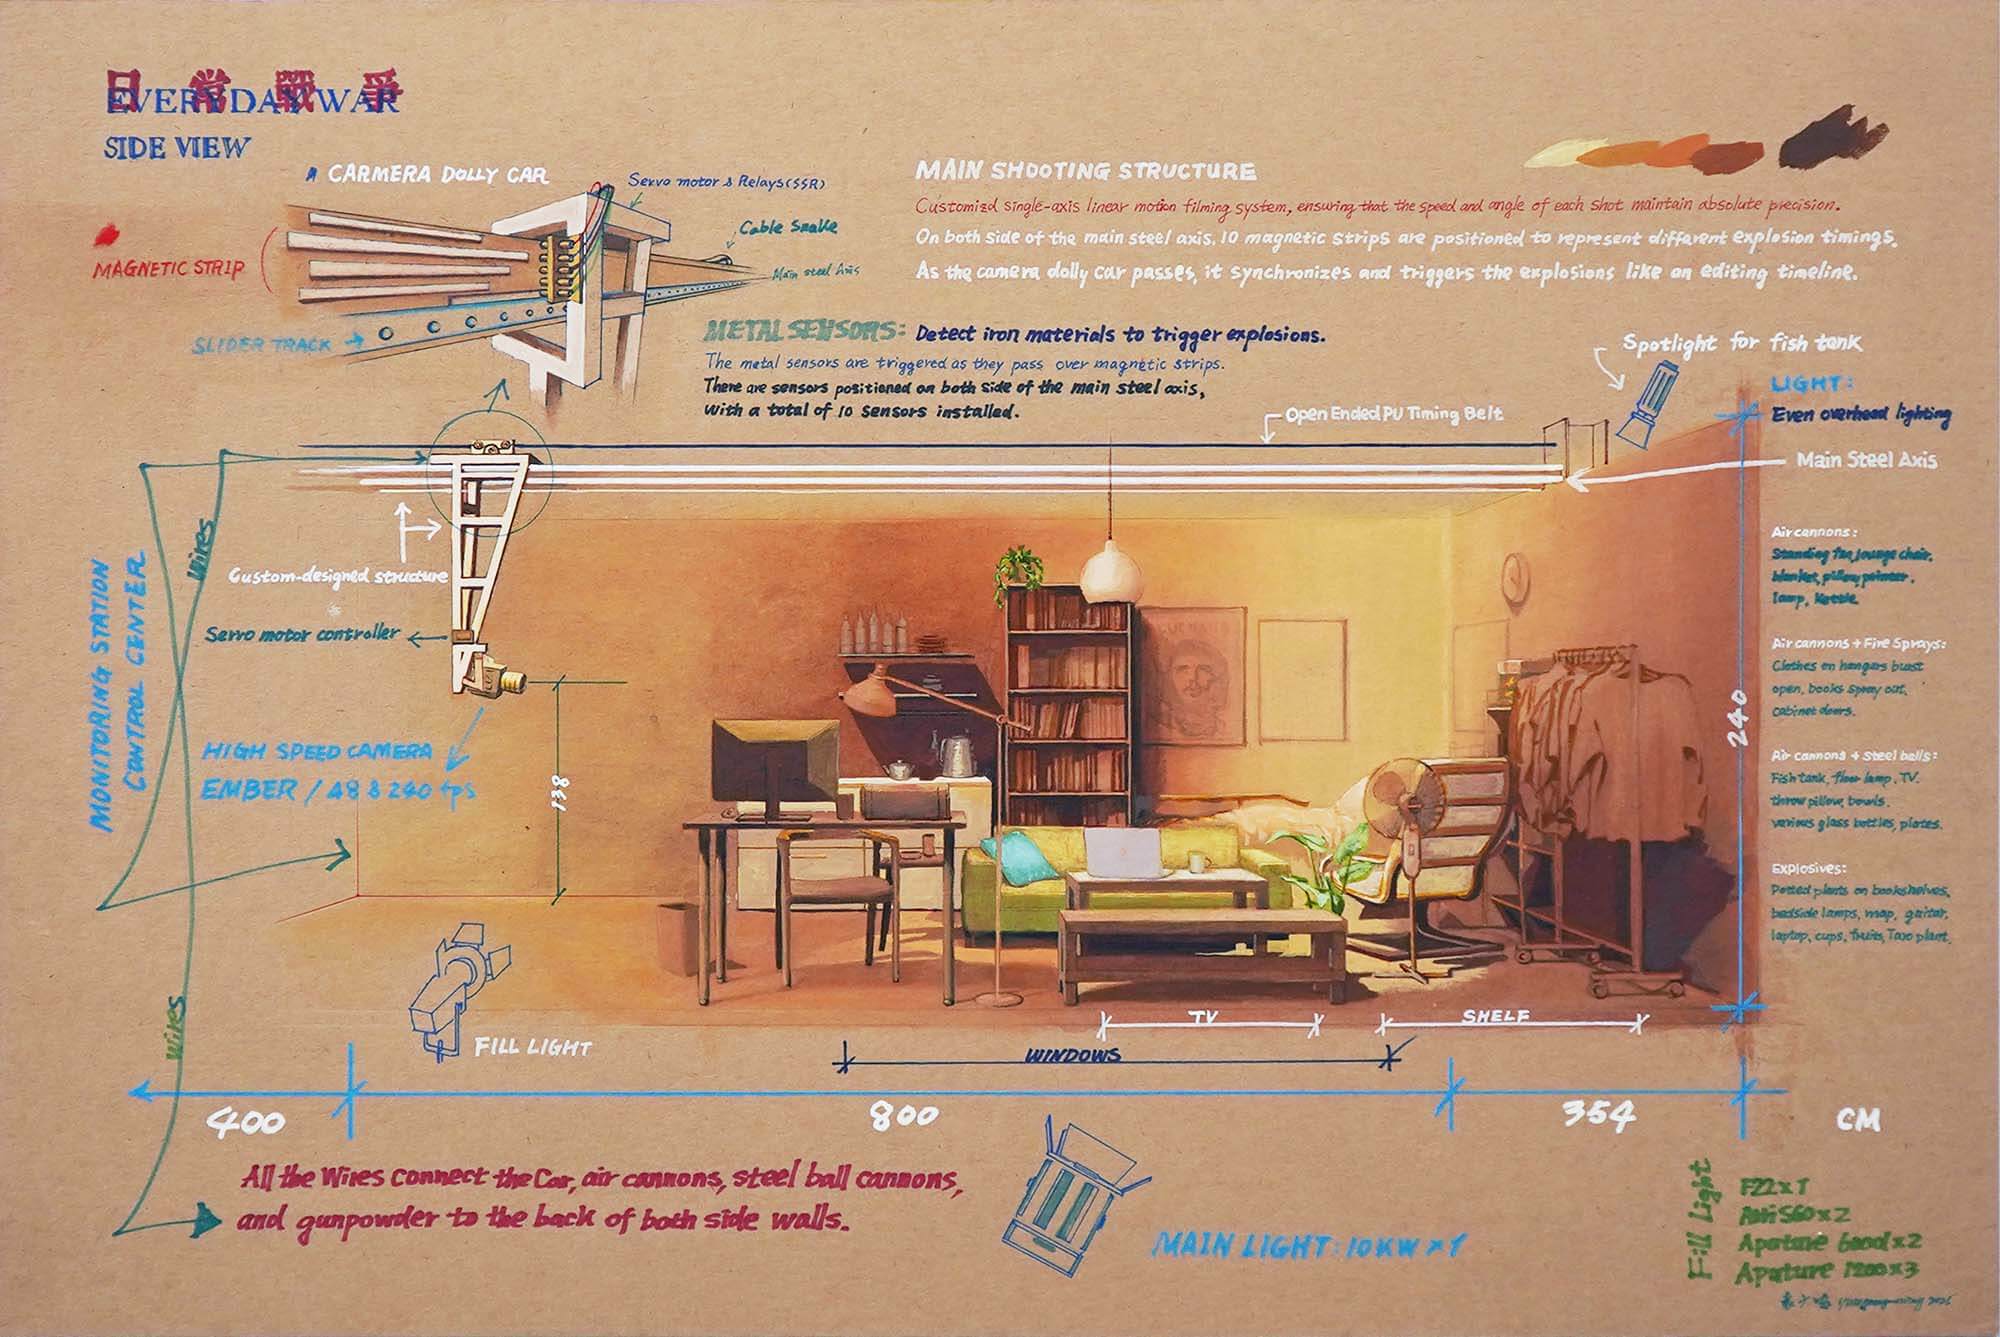 日常戰爭
EVERYDAY WAR
SIDE VIEW
CARMERA DOLLY CAR
Servo motor & Relays(SSR)
Cable Snake
Main steel Axis
MAGNETIC STRIP
SLIDER TRACK
MAIN SHOOTING STRUCTURE
Customizd single-axis linear motion filming system, ensuring that the speed and angle of each shot maintain absolute precision.
On both side of the main steel axis, 10 magnetic strips are positioned to represent different explosion timings.
As the camera dolly car passes, it synchronizes and triggers the explosions like an editing timeline.
METAL SENSORS: Detect iron materials to trigger explosions.
The metal sensors are triggered as they pass over magnetic strips.
There are sensors positioned on both side of the main steel axis,
with a total of 10 sensors installed.
Spotlight for fish tank
LIGHT:
Even overhead lighting
Open Ended PU Timing Belt
Main Steel Axis
Wires
Custom-designed structure
Servo motor controller
MONITORING STATION
CONTROL CENTER
HIGH SPEED CAMERA
EMBER / 48 & 240 fps
138
240
Air cannons:
Standing fan, lounge chair,
blanket, pillow, printer,
lamp, Kettle
Air cannons + Fire Sprays:
Clothes on hangers burst
open, books spray out,
cabinet doors.
Air cannons + steel balls:
Fish tank, floor lamp, TV.
throw pillow, bowls.
various glass bottles, plates.
Explosives:
Potted plants on bookshelves,
bedside lamps, map, guitar,
laptop, cups, fruits, Taro plant.
Wires
FILL LIGHT
TV
SHELF
WINDOWS
400
800
354
CM
All the Wires connect the Car, air cannons, steel ball cannons,
and gunpowder to the back of both side walls.
MAIN LIGHT: 10KW x 1
Fill Light
F22 x 1
S60 x 2
Aputure 600d x 2
Aputure 1200 x 3